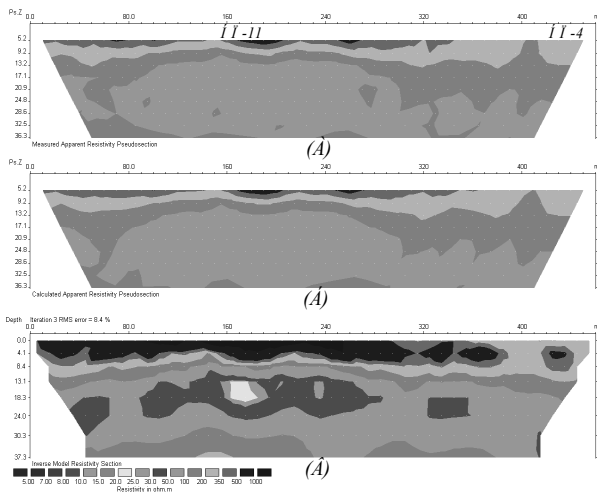 Ps.Z 0.0 80.0 160 240 320 400 m
Í Ï -11 Í Ï -4
5.2
9.2
13.2
17.1
20.9
24.8
28.6
32.5
36.3
Measured Apparent Resistivity Pseudosection
(À)
Ps.Z 0.0 80.0 160 240 320 400 m
5.2
9.2
13.2
17.1
20.9
24.8
28.6
32.5
36.3
Calculated Apparent Resistivity Pseudosection
(Á)
Depth Iteration 3 RMS error = 8.4 %
0.0 80.0 160 240 320 400 m
0.0
4.1
8.4
13.1
18.3
24.0
30.3
37.3
Inverse Model Resistivity Section
(Â)
5.00 7.00 8.00 10.0 15.0 20.0 25.0 30.0 50.0 100 200 350 500 1000
Resistivity in ohm.m